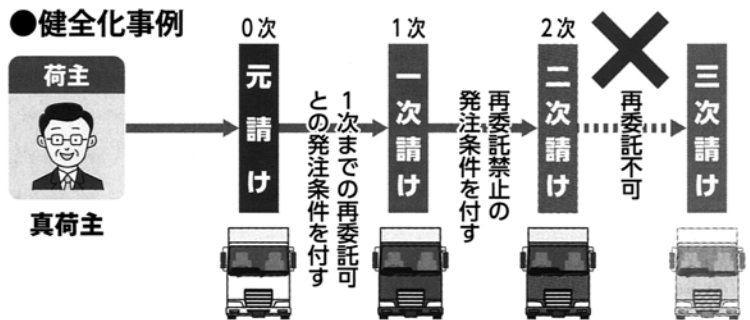 ●健全化事例
荷主
真荷主
0次
元請け
1次までの再委託可
との発注条件を付す
1次
一次請け
再委託禁止の
発注条件を付す
2次
二次請け
再委託不可
三次請け